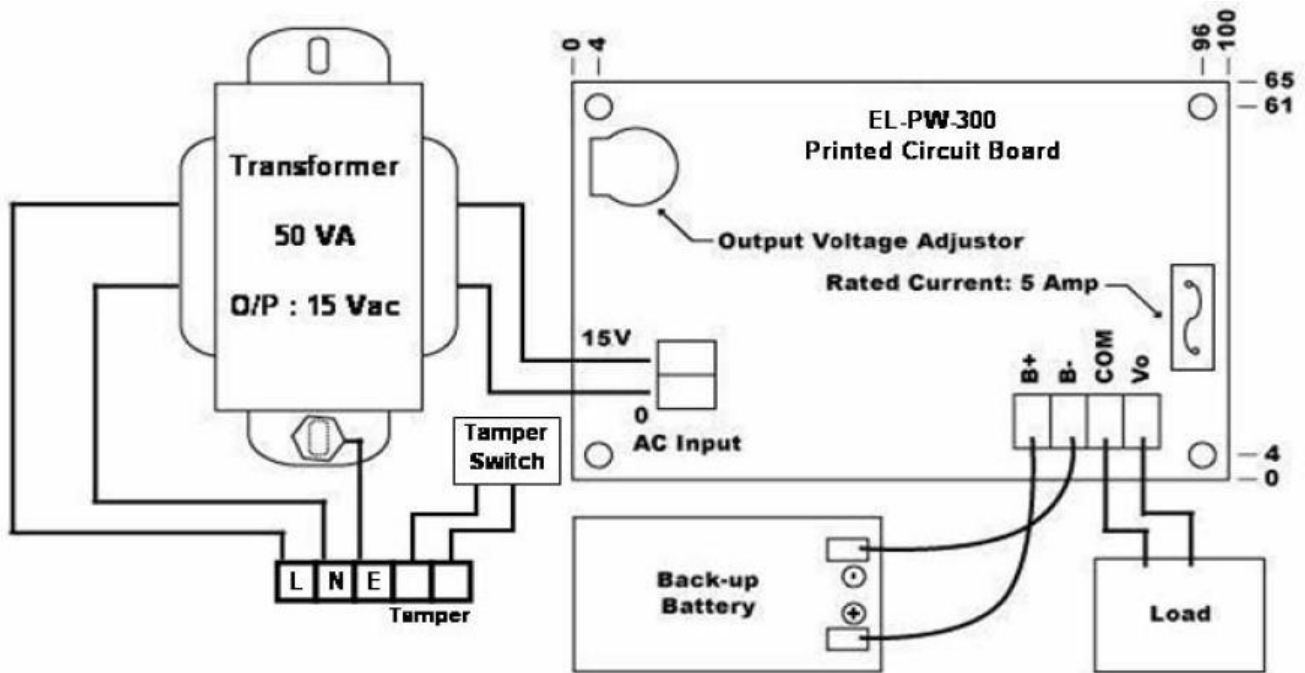 Transformer
50 VA
O/P : 15 Vac
0
4
96
100
65
61
EL-PW-300
Printed Circuit Board
Output Voltage Adjustor
Rated Current: 5 Amp
15V
0
AC Input
B+
B-
COM
Vo
4
0
Tamper
Switch
L N E
Tamper
Back-up
Battery
-
+
Load